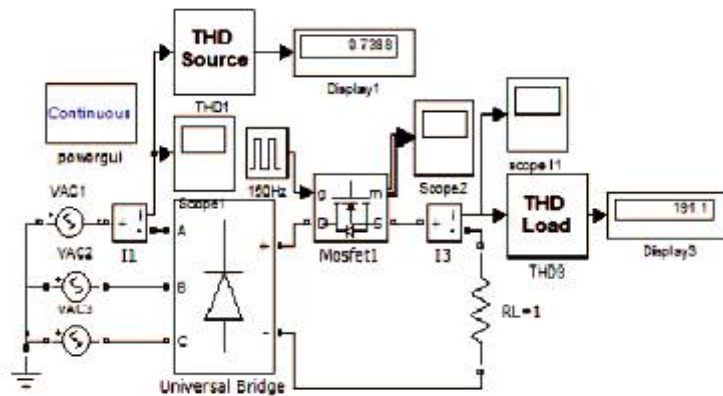 THD
Source
0.7388
Display1
THD1
Continuous
powergui
Scope1
150Hz
g
m
D
S
Mosfet1
Scope2
scope I1
THD
Load
191.1
Display3
THD3
VAC1
VAC2
VAC3
+
-
i
I1
A
B
C
+
-
Universal Bridge
+
-
i
I3
RL=1